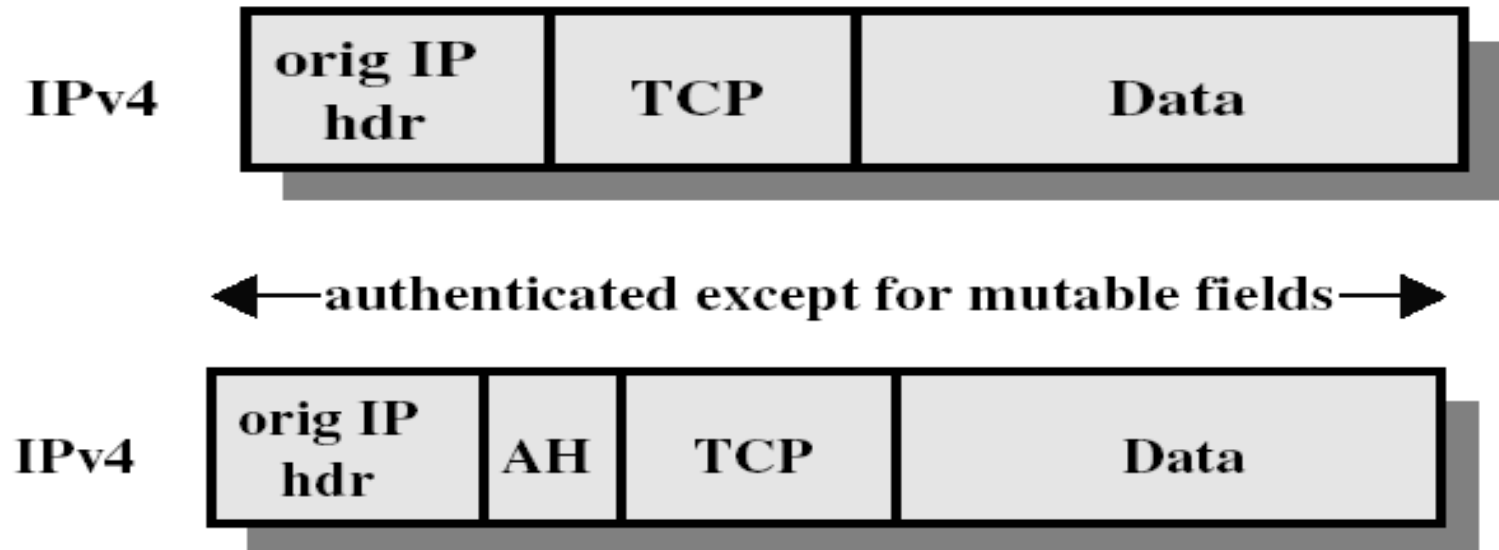 IPv4
orig IP
hdr
TCP
Data
authenticated except for mutable fields
IPv4
orig IP
hdr
AH
TCP
Data